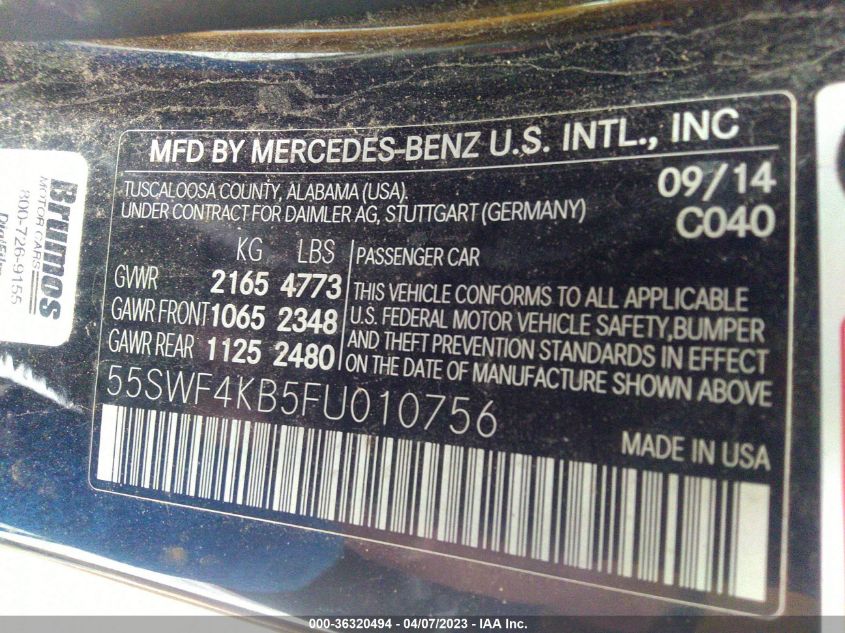 MFD BY MERCEDES-BENZ U.S. INTL., INC
TUSCALOOSA COUNTY, ALABAMA (USA).
UNDER CONTRACT FOR DAIMLER AG, STUTTGART (GERMANY)
09/14
C040
KG LBS
GVWR 2165 4773
GAWR FRONT 1065 2348
GAWR REAR 1125 2480
PASSENGER CAR
THIS VEHICLE CONFORMS TO ALL APPLICABLE
U.S. FEDERAL MOTOR VEHICLE SAFETY, BUMPER
AND THEFT PREVENTION STANDARDS IN EFFECT
ON THE DATE OF MANUFACTURE SHOWN ABOVE
55SWF4KB5FU010756
MADE IN USA
Brumos
MOTOR CARS
800-726-9155
000-36320494 - 04/07/2023 - IAA Inc.